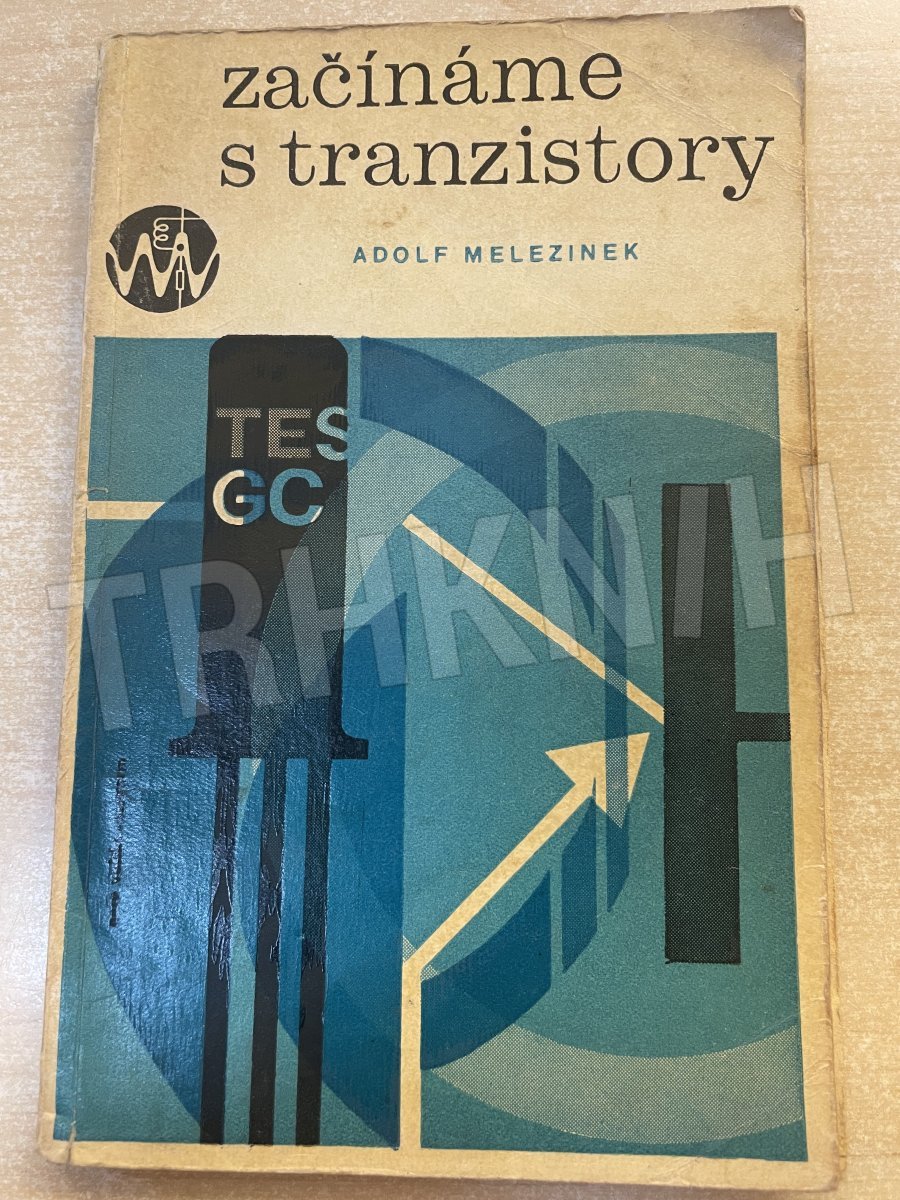 začínáme
s tranzistory
ADOLF MELEZINEK
TES
GC
TRHKNIH